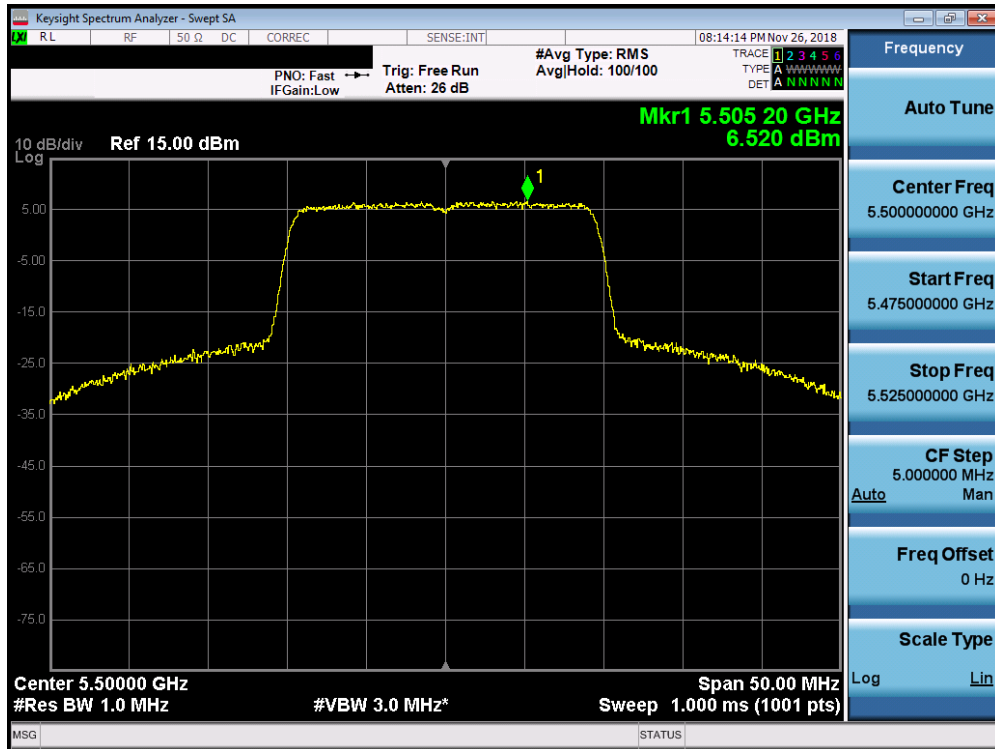 Keysight Spectrum Analyzer - Swept SA
LXI RL RF 50 Ω DC CORREC SENSE:INT 08:14:14 PM Nov 26, 2018
PNO: Fast
IFGain:Low
Trig: Free Run
Atten: 26 dB
#Avg Type: RMS
Avg|Hold: 100/100
TRACE 1 2 3 4 5 6
TYPE A WWWWW
DET A N N N N N
Mkr1 5.505 20 GHz
6.520 dBm
10 dB/div Ref 15.00 dBm
Log
1
5.00
-5.00
-15.0
-25.0
-35.0
-45.0
-55.0
-65.0
-75.0
Center 5.50000 GHz Span 50.00 MHz
#Res BW 1.0 MHz #VBW 3.0 MHz* Sweep 1.000 ms (1001 pts)
MSG STATUS
Frequency
Auto Tune
Center Freq
5.500000000 GHz
Start Freq
5.475000000 GHz
Stop Freq
5.525000000 GHz
CF Step
5.000000 MHz
Auto Man
Freq Offset
0 Hz
Scale Type
Log Lin